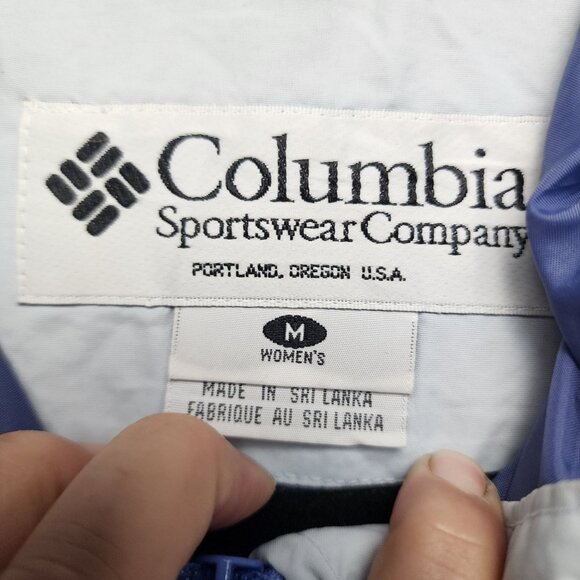 Columbia
Sportswear Company
PORTLAND, OREGON U.S.A.
M
WOMEN'S
MADE IN SRI LANKA
FABRIQUE AU SRI LANKA